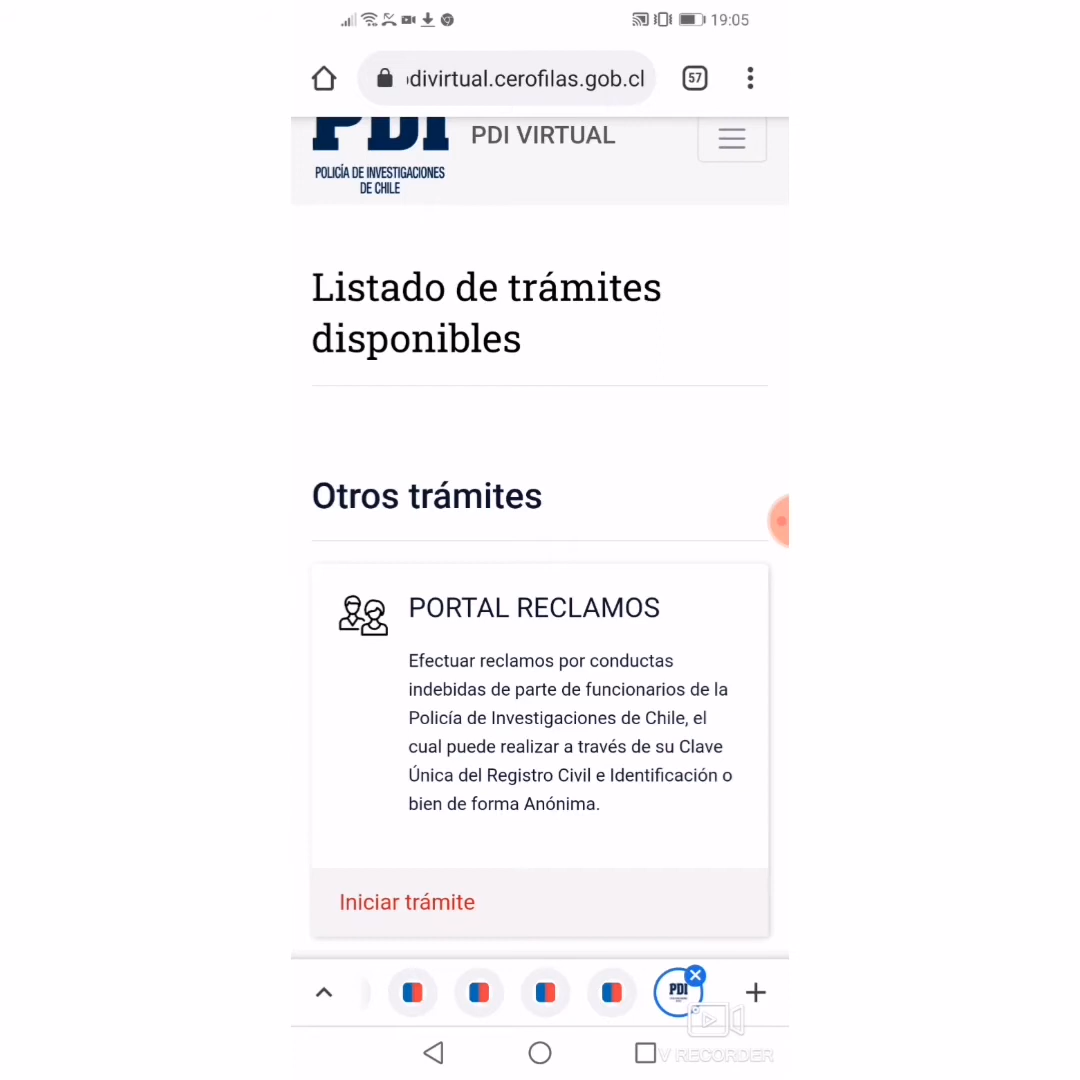 19:05
divirtual.cerofilas.gob.cl
57
PDI
PDI VIRTUAL
POLICÍA DE INVESTIGACIONES
DE CHILE
Listado de trámites
disponibles
Otros trámites
PORTAL RECLAMOS
Efectuar reclamos por conductas
indebidas de parte de funcionarios de la
Policía de Investigaciones de Chile, el
cual puede realizar a través de su Clave
Única del Registro Civil e Identificación o
bien de forma Anónima.
Iniciar trámite
PDI
V RECORDER